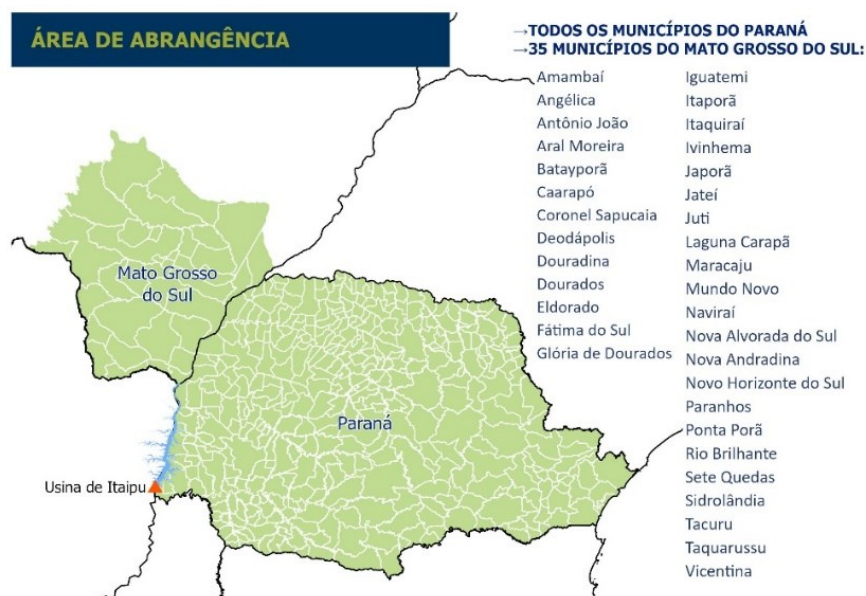 ÁREA DE ABRANGÊNCIA
→TODOS OS MUNICÍPIOS DO PARANÁ
→35 MUNICÍPIOS DO MATO GROSSO DO SUL:
Amambaí
Angélica
Antônio João
Aral Moreira
Batayporã
Caarapó
Coronel Sapucaia
Deodápolis
Douradina
Dourados
Eldorado
Fátima do Sul
Glória de Dourados
Iguatemi
Itaporã
Itaquiraí
Ivinhema
Japorã
Jateí
Juti
Laguna Carapã
Maracaju
Mundo Novo
Naviraí
Nova Alvorada do Sul
Nova Andradina
Novo Horizonte do Sul
Paranhos
Ponta Porã
Rio Brilhante
Sete Quedas
Sidrolândia
Tacuru
Taquarussu
Vicentina
Mato Grosso
do Sul
Paraná
Usina de Itaipu